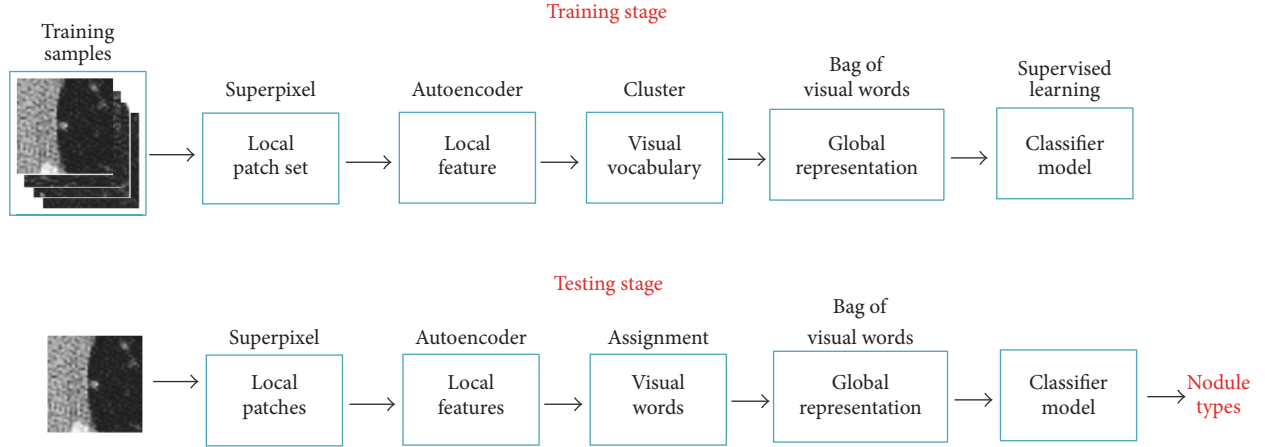 Training stage
Training
samples
Superpixel
Local
patch set
Autoencoder
Local
feature
Cluster
Visual
vocabulary
Bag of
visual words
Global
representation
Supervised
learning
Classifier
model
Testing stage
Superpixel
Local
patches
Autoencoder
Local
features
Assignment
Visual
words
Bag of
visual words
Global
representation
Classifier
model
Nodule
types